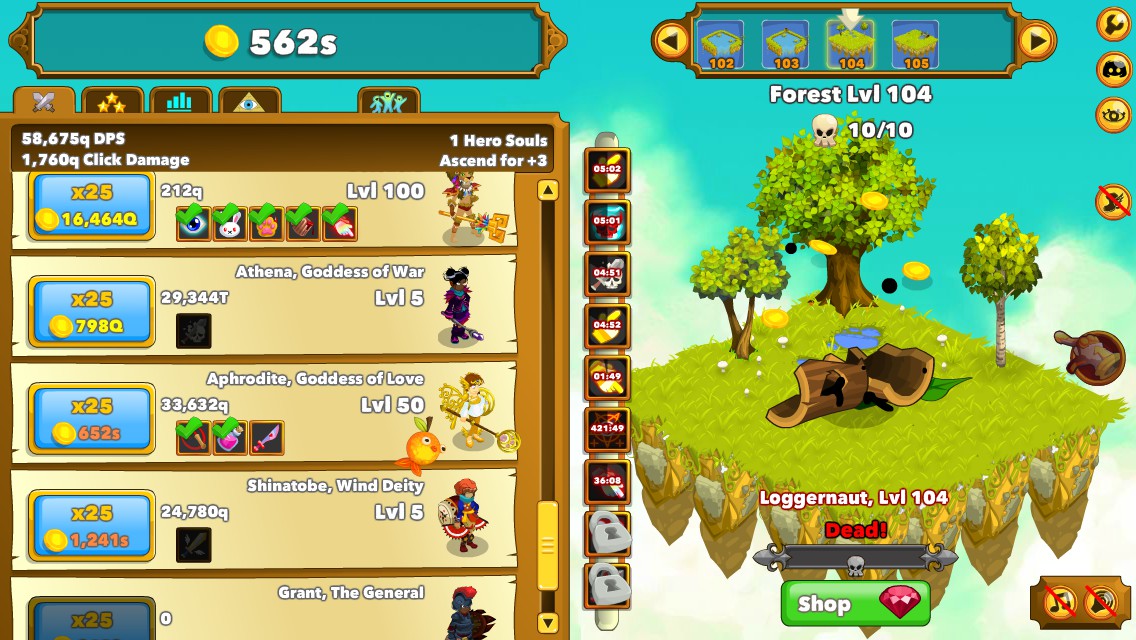 562s
58,675q DPS
1,760q Click Damage
1 Hero Souls
Ascend for +3
x25
16,464Q
212q
Lvl 100
Athena, Goddess of War
x25
798Q
29,344T
Lvl 5
Aphrodite, Goddess of Love
x25
652s
33,632q
Lvl 50
Shinatobe, Wind Deity
x25
1,241s
24,780q
Lvl 5
Grant, The General
x25
0
05:02
05:01
04:51
04:52
01:49
421:49
36:08
102
103
104
105
Forest Lvl 104
10/10
Loggernaut, Lvl 104
Dead!
Shop